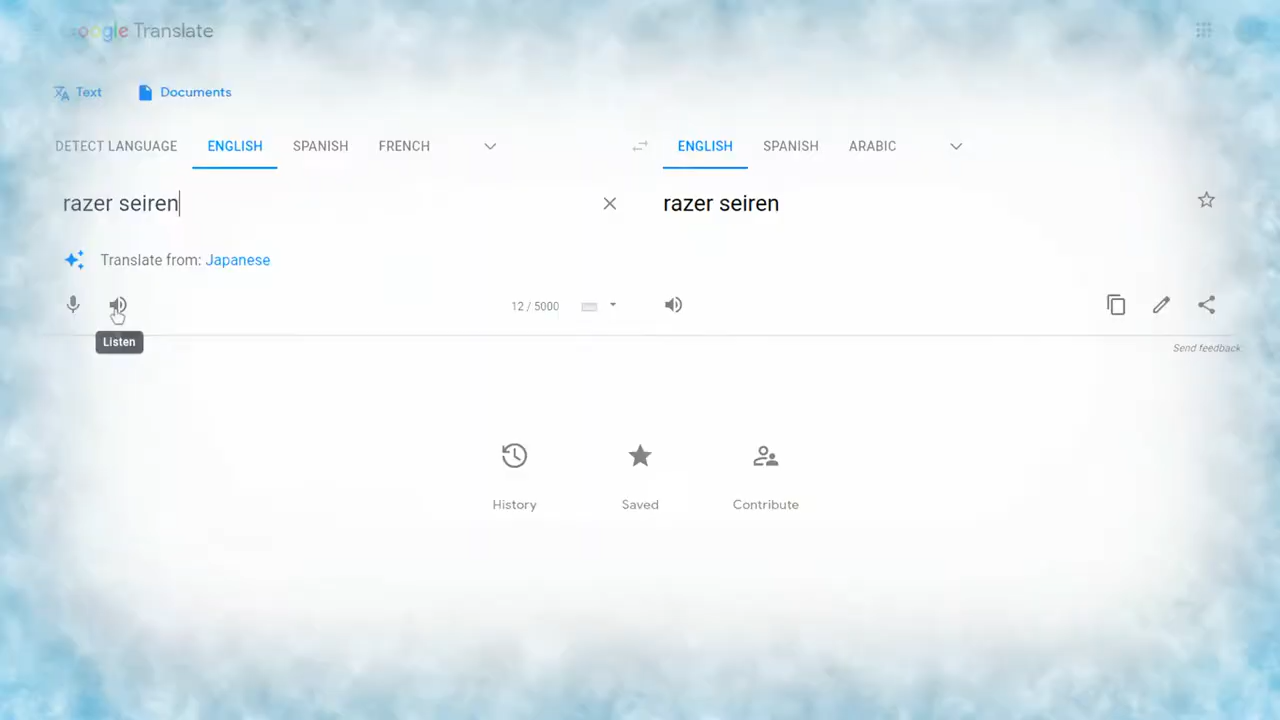 Google Translate
Text Documents
DETECT LANGUAGE ENGLISH SPANISH FRENCH ENGLISH SPANISH ARABIC
razer seiren razer seiren
Translate from: Japanese
12 / 5000
Listen
Send feedback
History Saved Contribute